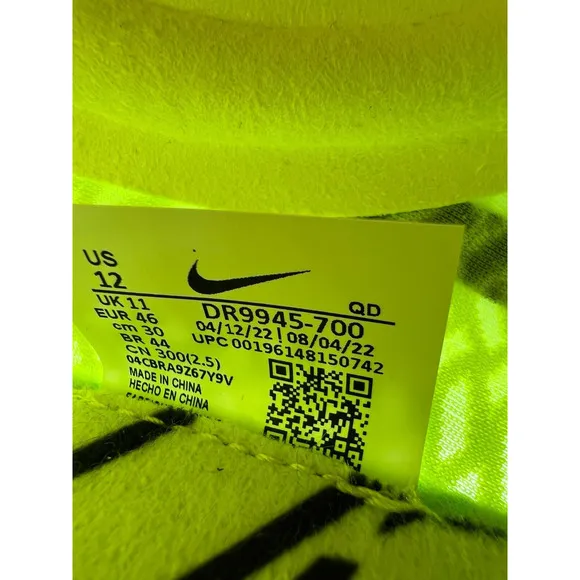 US
12
UK 11
EUR 46
cm 30
BR 44
CN 300(2.5)
04CBRA9Z67Y9V
MADE IN CHINA
HECHO EN CHINA
QD
DR9945-700
04/12/22 | 08/04/22
UPC 00196148150742